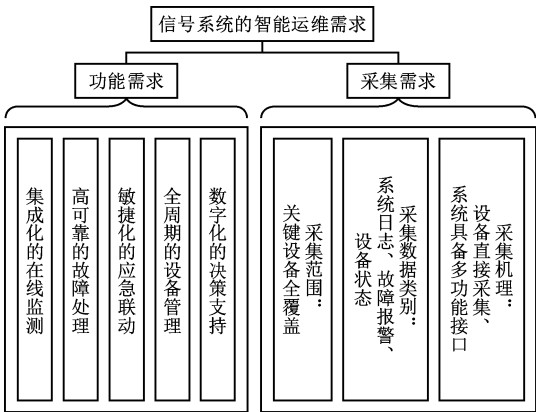 信号系统的智能运维需求
功能需求
采集需求
集成化的在线监测
高可靠的故障处理
敏捷化的应急联动
全周期的设备管理
数字化的决策支持
采集范围：
关键设备全覆盖
采集数据类别：
系统日志、故障报警、
设备状态
采集机理：
设备直接采集、
系统具备多功能接口